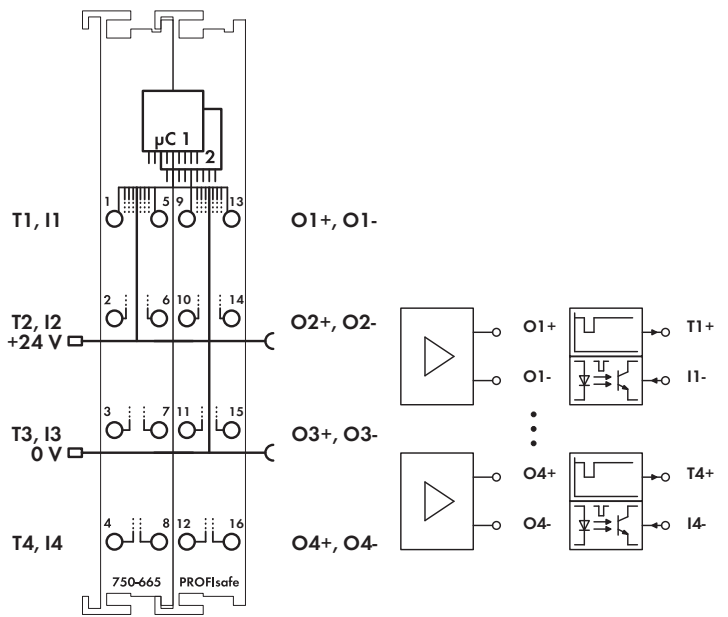 µC 1
2
1 5 9 13
T1, I1 O1+, O1-
2 6 10 14
T2, I2 O2+, O2-
+24 V
3 7 11 15
T3, I3 O3+, O3-
0 V
4 8 12 16
T4, I4 O4+, O4-
750-665 PROFIsafe
O1+ T1+
O1- I1-
O4+ T4+
O4- I4-